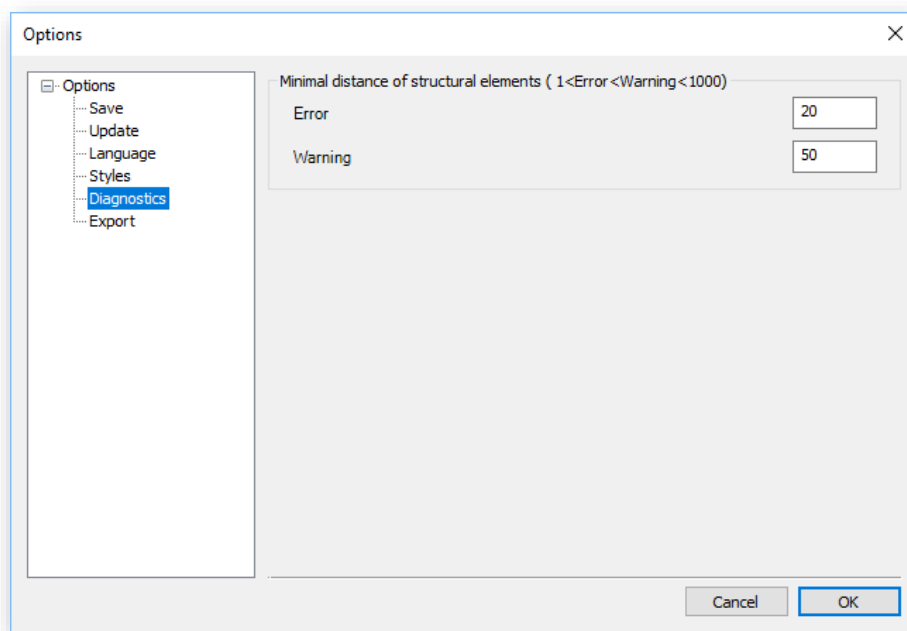 Options
Options
Save
Update
Language
Styles
Diagnostics
Export
Minimal distance of structural elements ( 1<Error<Warning<1000)
Error
20
Warning
50
Cancel
OK